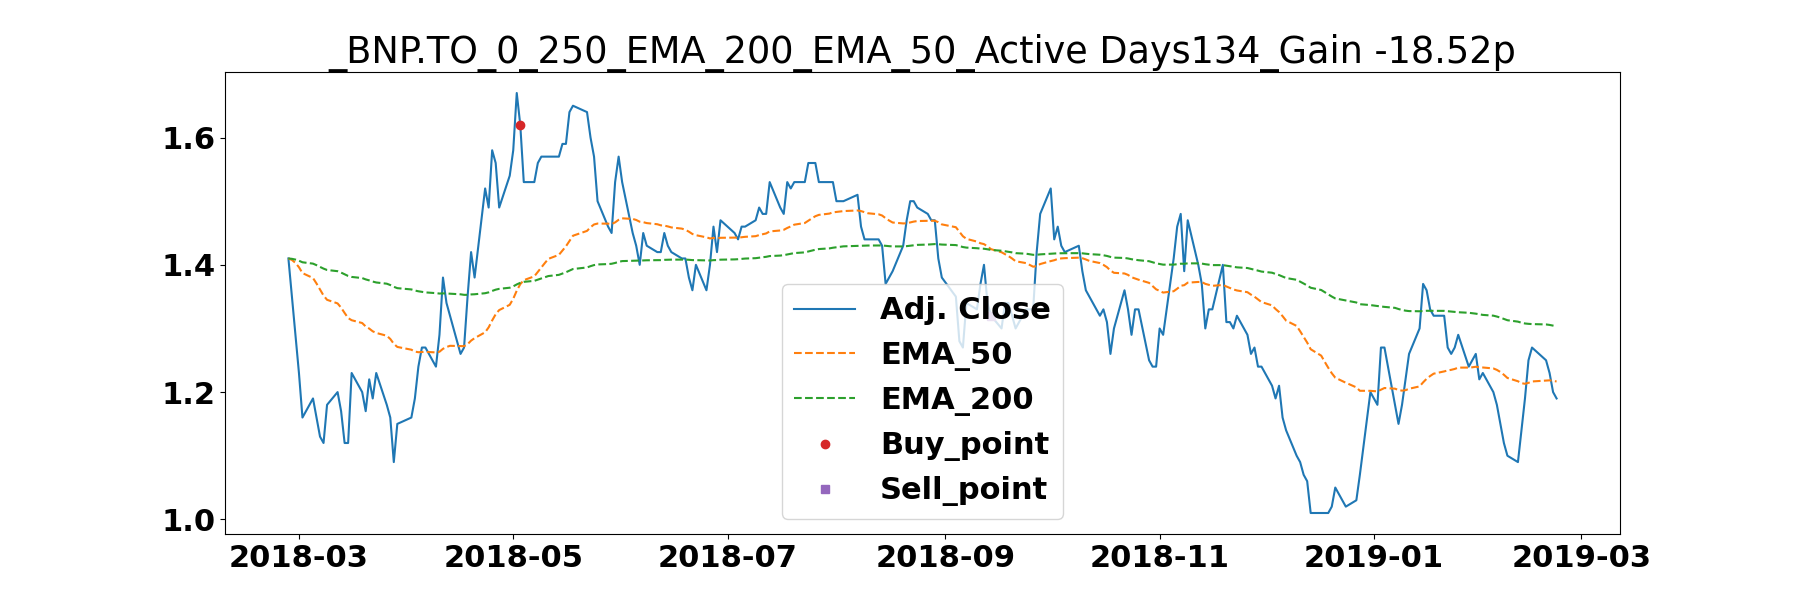 _BNP.TO_0_250_EMA_200_EMA_50_Active Days134_Gain -18.52p
1.6
1.4
1.2
1.0
Adj. Close
EMA_50
EMA_200
Buy_point
Sell_point
2018-03 2018-05 2018-07 2018-09 2018-11 2019-01 2019-03